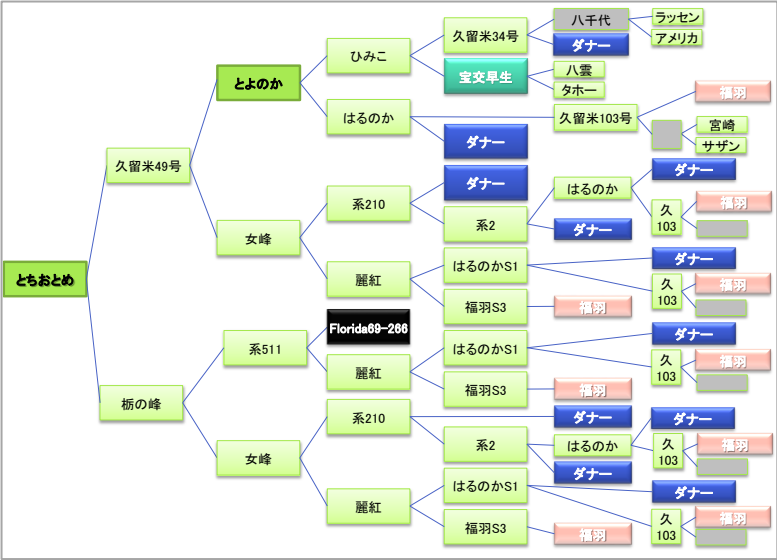 とちおとめ
久留米49号
とよのか
ひみこ
久留米34号
八千代
ラッセン
アメリカ
ダナー
宝交早生
八雲
タホー
はるのか
久留米103号
福羽
宮崎
サザン
ダナー
女峰
系210
ダナー
系2
はるのか
ダナー
久
103
福羽
ダナー
麗紅
はるのかS1
ダナー
久
103
福羽
福羽S3
福羽
栃の峰
系511
Florida69-266
麗紅
はるのかS1
ダナー
久
103
福羽
福羽S3
福羽
女峰
系210
ダナー
系2
はるのか
ダナー
久
103
福羽
ダナー
麗紅
はるのかS1
ダナー
久
103
福羽
福羽S3
福羽